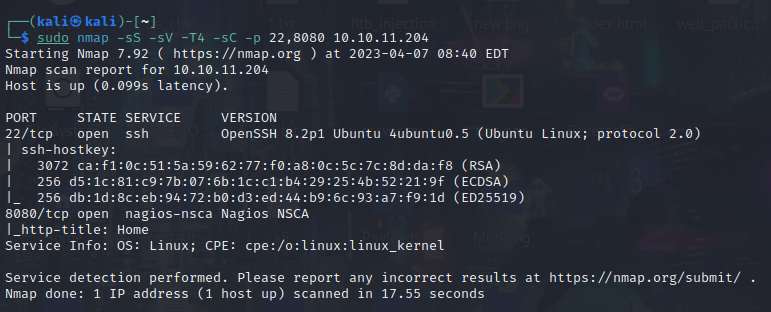 ┌──(kali㉿kali)-[~]
└─$ sudo nmap -sS -sV -T4 -sC -p 22,8080 10.10.11.204
Starting Nmap 7.92 ( https://nmap.org ) at 2023-04-07 08:40 EDT
Nmap scan report for 10.10.11.204
Host is up (0.099s latency).

PORT     STATE SERVICE     VERSION
22/tcp   open  ssh         OpenSSH 8.2p1 Ubuntu 4ubuntu0.5 (Ubuntu Linux; protocol 2.0)
| ssh-hostkey:
|   3072 ca:f1:0c:51:5a:59:62:77:f0:a8:0c:5c:7c:8d:da:f8 (RSA)
|   256 d5:1c:81:c9:7b:07:6b:1c:c1:b4:29:25:4b:52:21:9f (ECDSA)
|_  256 db:1d:8c:eb:94:72:b0:d3:ed:44:b9:6c:93:a7:f9:1d (ED25519)
8080/tcp open  nagios-nsca Nagios NSCA
|_http-title: Home
Service Info: OS: Linux; CPE: cpe:/o:linux:linux_kernel

Service detection performed. Please report any incorrect results at https://nmap.org/submit/ .
Nmap done: 1 IP address (1 host up) scanned in 17.55 seconds
1.txt
htb_injection
new.png
index.html